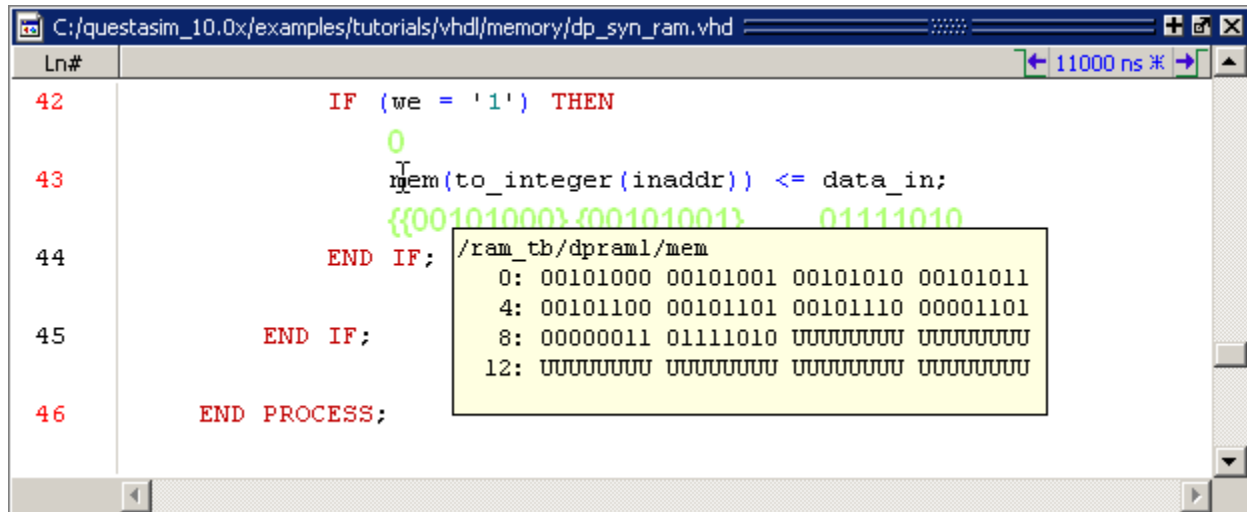 C:/questasim_10.0x/examples/tutorials/vhdl/memory/dp_syn_ram.vhd
Ln#
11000 ns
42 IF (we = '1') THEN
0
43 mem(to_integer(inaddr)) <= data_in;
{{00101000} {00101001} 01111010
44 END IF;
/ram_tb/dpram1/mem
0: 00101000 00101001 00101010 00101011
4: 00101100 00101101 00101110 00001101
8: 00000011 01111010 UUUUUUUU UUUUUUUU
12: UUUUUUUU UUUUUUUU UUUUUUUU UUUUUUUU
45 END IF;
46 END PROCESS;